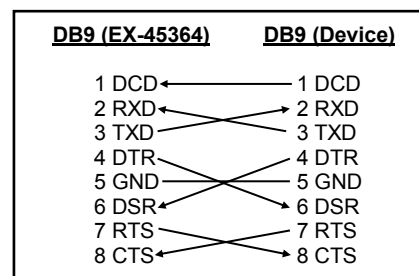 DB9 (EX-45364) DB9 (Device)
1 DCD 1 DCD
2 RXD 2 RXD
3 TXD 3 TXD
4 DTR 4 DTR
5 GND 5 GND
6 DSR 6 DSR
7 RTS 7 RTS
8 CTS 8 CTS